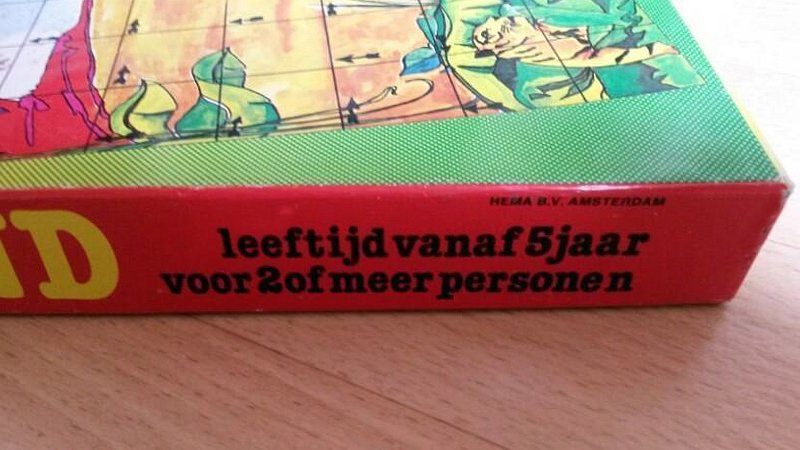 HEMA B.V. AMSTERDAM
leeftijd vanaf 5 jaar
voor 2 of meer personen